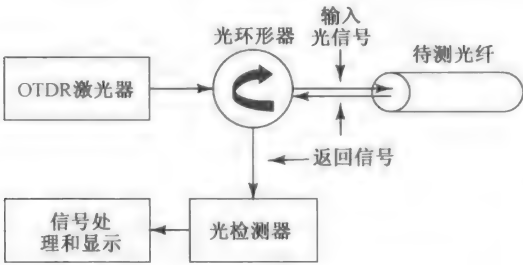 输入
光信号
光环形器
待测光纤
OTDR激光器
返回信号
信号处
理和显示
光检测器